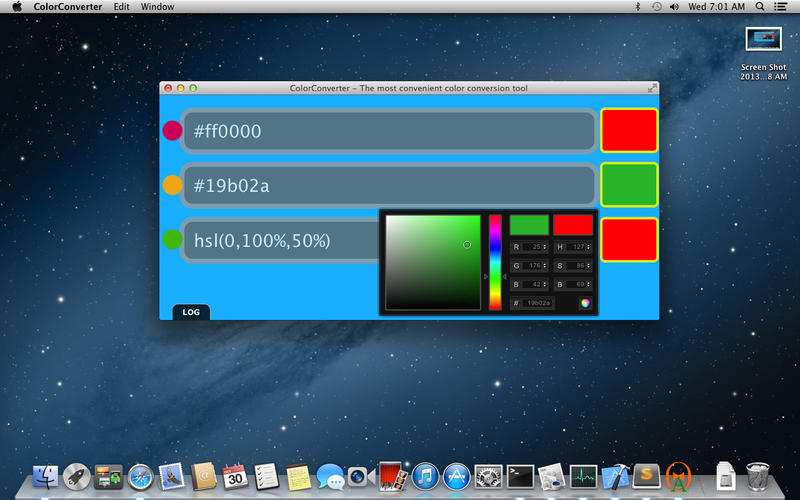 ColorConverter Edit Window
Wed 7:01 AM
Screen Shot
2013...8 AM
ColorConverter – The most convenient color conversion tool
#ff0000
#19b02a
hsl(0,100%,50%)
R 25 H 127
G 176 S 86
B 42 B 69
# 19b02a
LOG
OCT
30
S